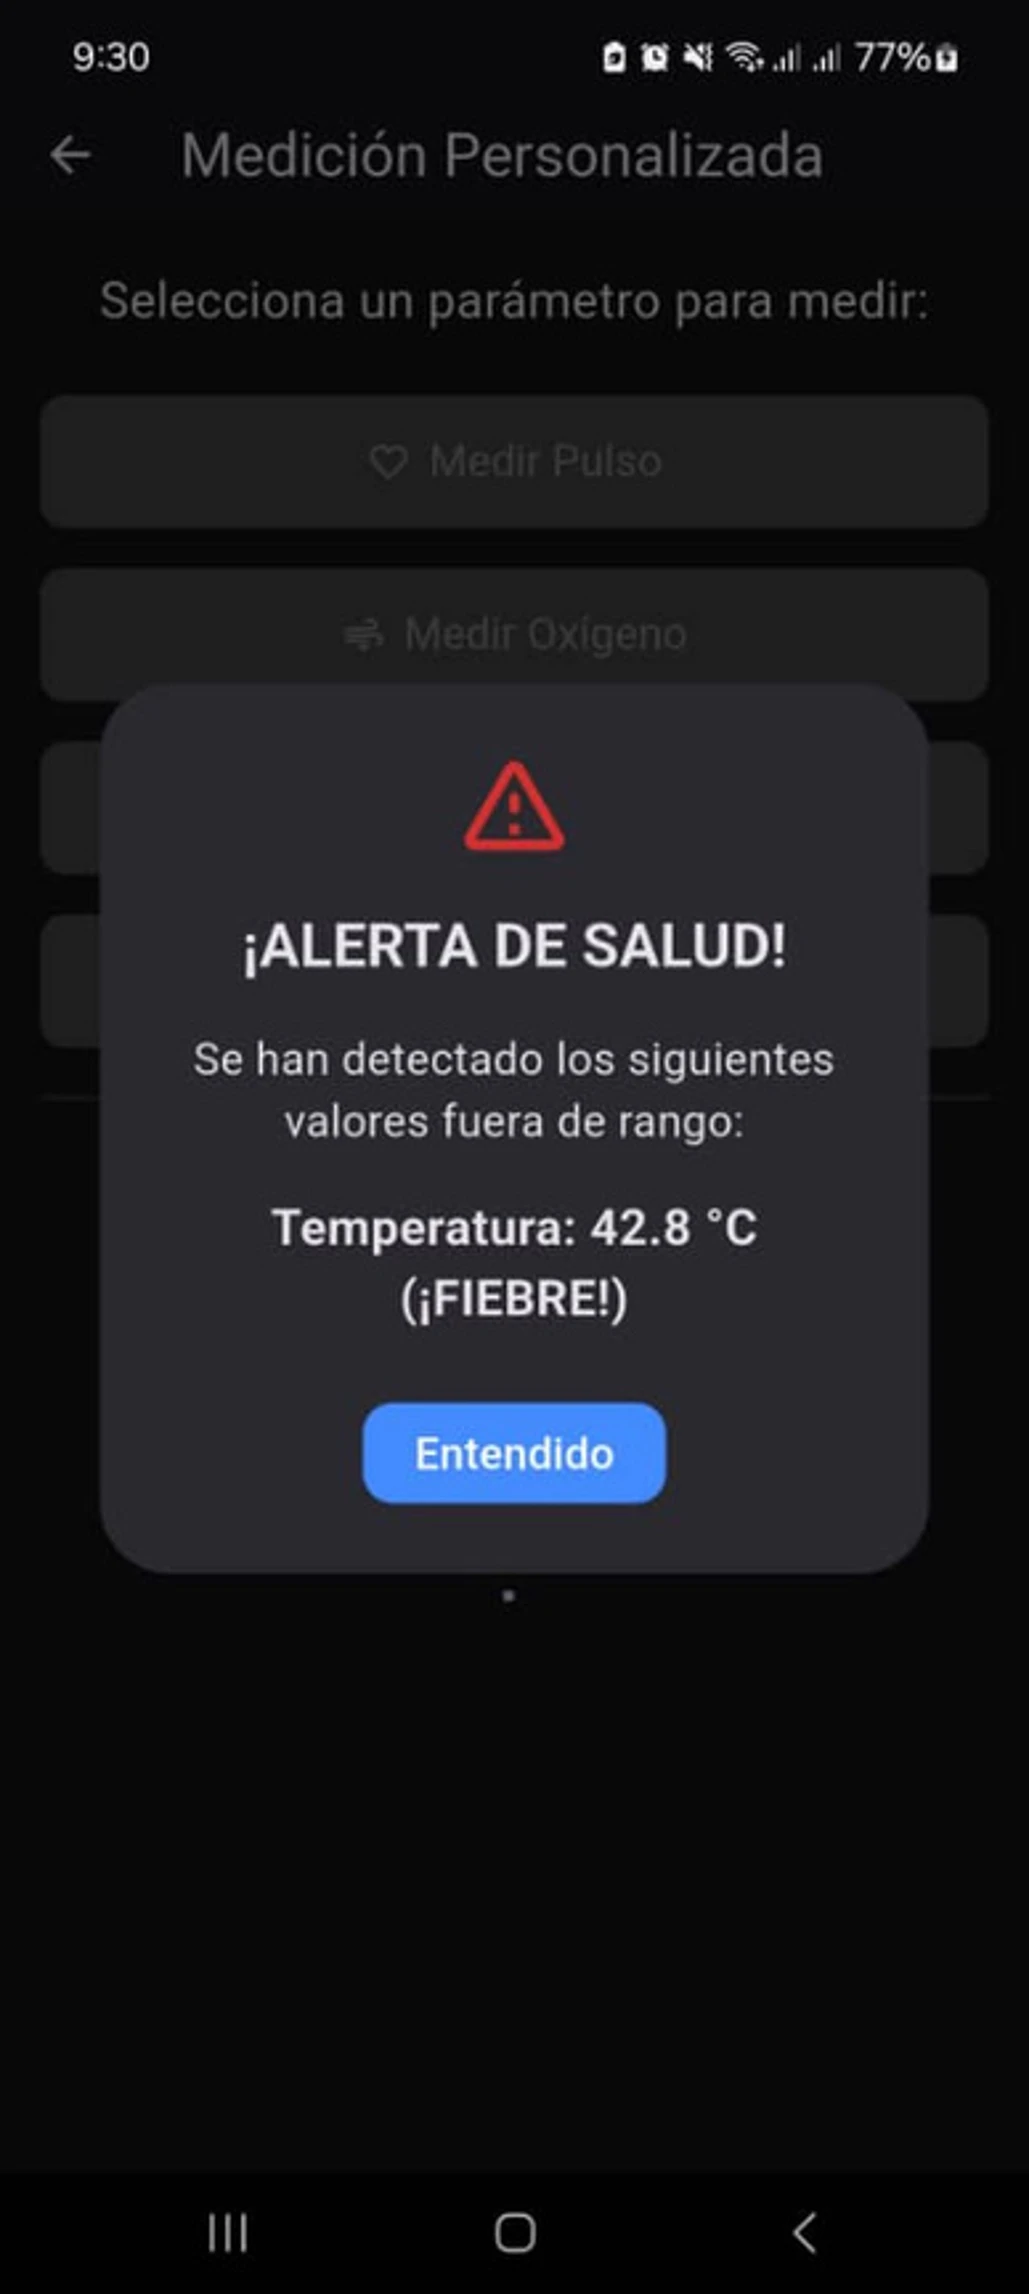 9:30
77%
Medición Personalizada
Selecciona un parámetro para medir:
Medir Pulso
Medir Oxígeno
¡ALERTA DE SALUD!
Se han detectado los siguientes
valores fuera de rango:
Temperatura: 42.8 °C
(¡FIEBRE!)
Entendido